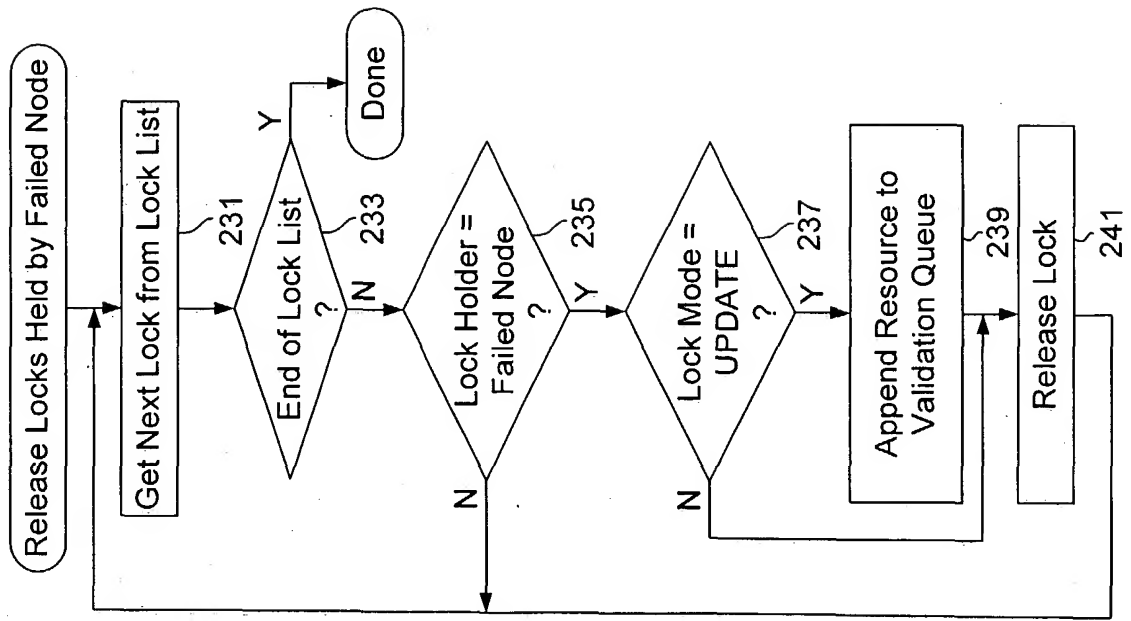 Release Locks Held by Failed Node
Get Next Lock from Lock List
231
End of Lock List
?
233
Y
Done
N
Lock Holder =
Failed Node
?
235
N
Y
Lock Mode =
UPDATE
?
237
N
Y
Append Resource to
Validation Queue
239
Release Lock
241